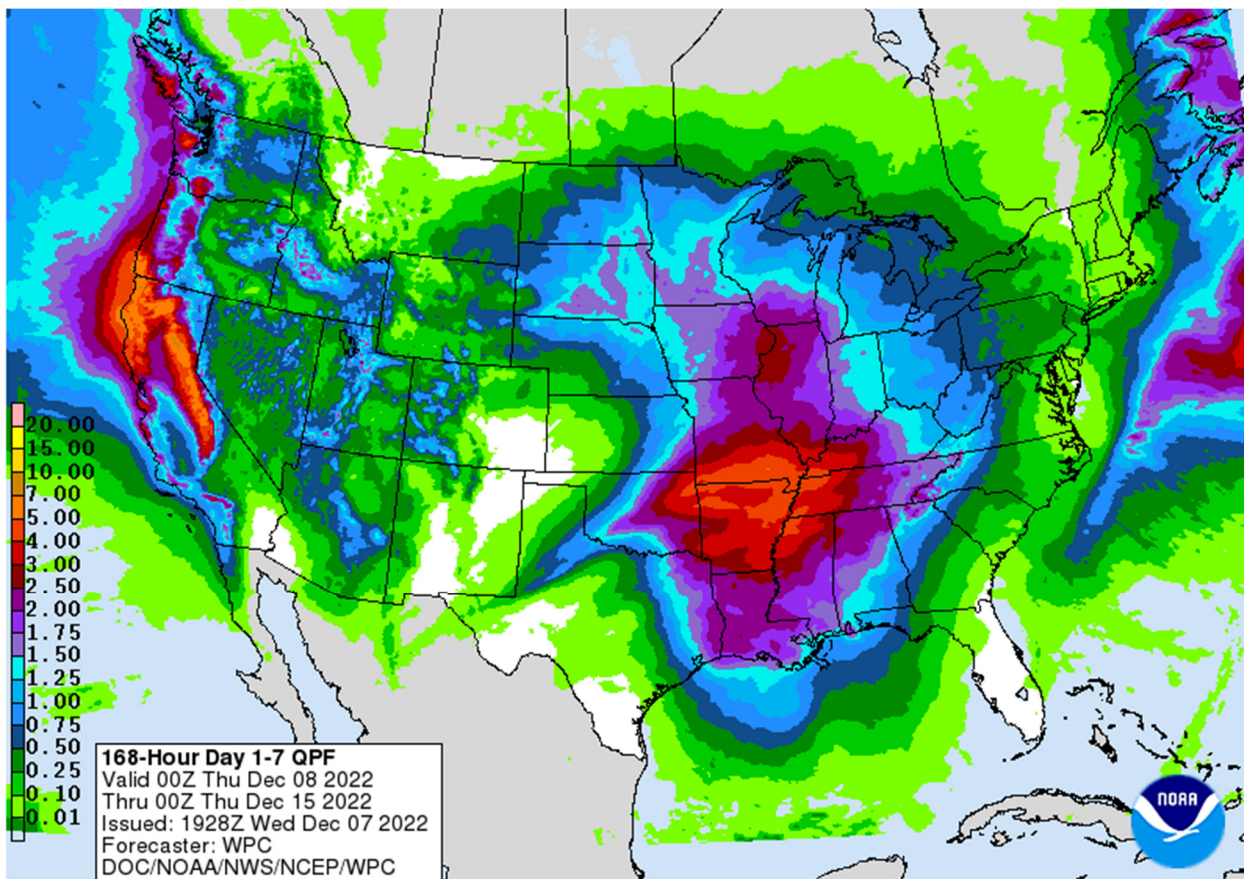 20.00
15.00
10.00
7.00
5.00
4.00
3.00
2.50
2.00
1.75
1.50
1.25
1.00
0.75
0.50
0.25
0.10
0.01
168-Hour Day 1-7 QPF
Valid 00Z Thu Dec 08 2022
Thru 00Z Thu Dec 15 2022
Issued: 1928Z Wed Dec 07 2022
Forecaster: WPC
DOC/NOAA/NWS/NCEP/WPC
NOAA